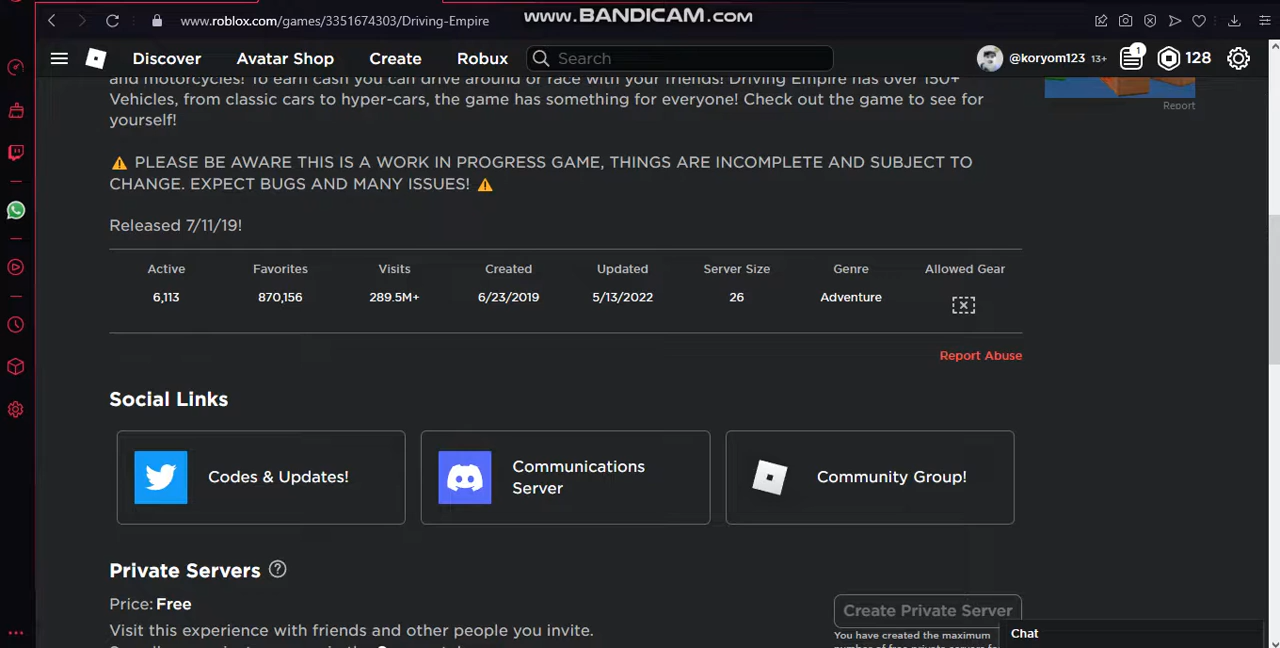 www.roblox.com/games/3351674303/Driving-Empire
www.BANDICAM.com
Discover
Avatar Shop
Create
Robux
Search
@koryom123 13+
1
128
and motorcycles! To earn cash you can drive around or race with your friends! Driving Empire has over 150+
Vehicles, from classic cars to hyper-cars, the game has something for everyone! Check out the game to see for
yourself!
Report
⚠ PLEASE BE AWARE THIS IS A WORK IN PROGRESS GAME, THINGS ARE INCOMPLETE AND SUBJECT TO
CHANGE. EXPECT BUGS AND MANY ISSUES! ⚠
Released 7/11/19!
Active Favorites Visits Created Updated Server Size Genre Allowed Gear
6,113 870,156 289.5M+ 6/23/2019 5/13/2022 26 Adventure
Report Abuse
Social Links
Codes & Updates!
Communications
Server
Community Group!
Private Servers
Price: Free
Create Private Server
Visit this experience with friends and other people you invite.
You have created the maximum
Chat